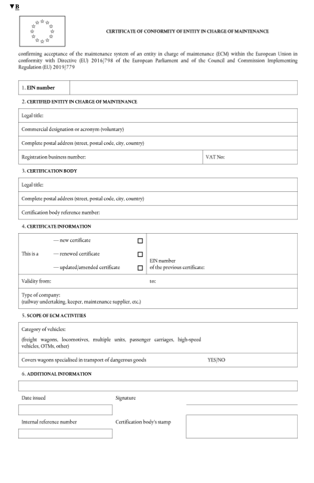 ▼B
CERTIFICATE OF CONFORMITY OF ENTITY IN CHARGE OF MAINTENANCE
confirming acceptance of the maintenance system of an entity in charge of maintenance (ECM) within the European Union in
conformity with Directive (EU) 2016/798 of the European Parliament and of the Council and Commission Implementing
Regulation (EU) 2019/779
1. EIN number
2. CERTIFIED ENTITY IN CHARGE OF MAINTENANCE
Legal title:
Commercial designation or acronym (voluntary)
Complete postal address (street, postal code, city, country)
Registration business number:
VAT No:
3. CERTIFICATION BODY
Legal title:
Complete postal address (street, postal code, city, country)
Certification body reference number:
4. CERTIFICATE INFORMATION
This is a
— new certificate
— renewed certificate
— updated/amended certificate
EIN number
of the previous certificate:
Validity from:
to:
Type of company:
(railway undertaking, keeper, maintenance supplier, etc.)
5. SCOPE OF ECM ACTIVITIES
Category of vehicles:
(freight wagons, locomotives, multiple units, passenger carriages, high-speed
vehicles, OTMs, other)
Covers wagons specialised in transport of dangerous goods
YES/NO
6. ADDITIONAL INFORMATION
Date issued
Signature
Internal reference number
Certification body's stamp